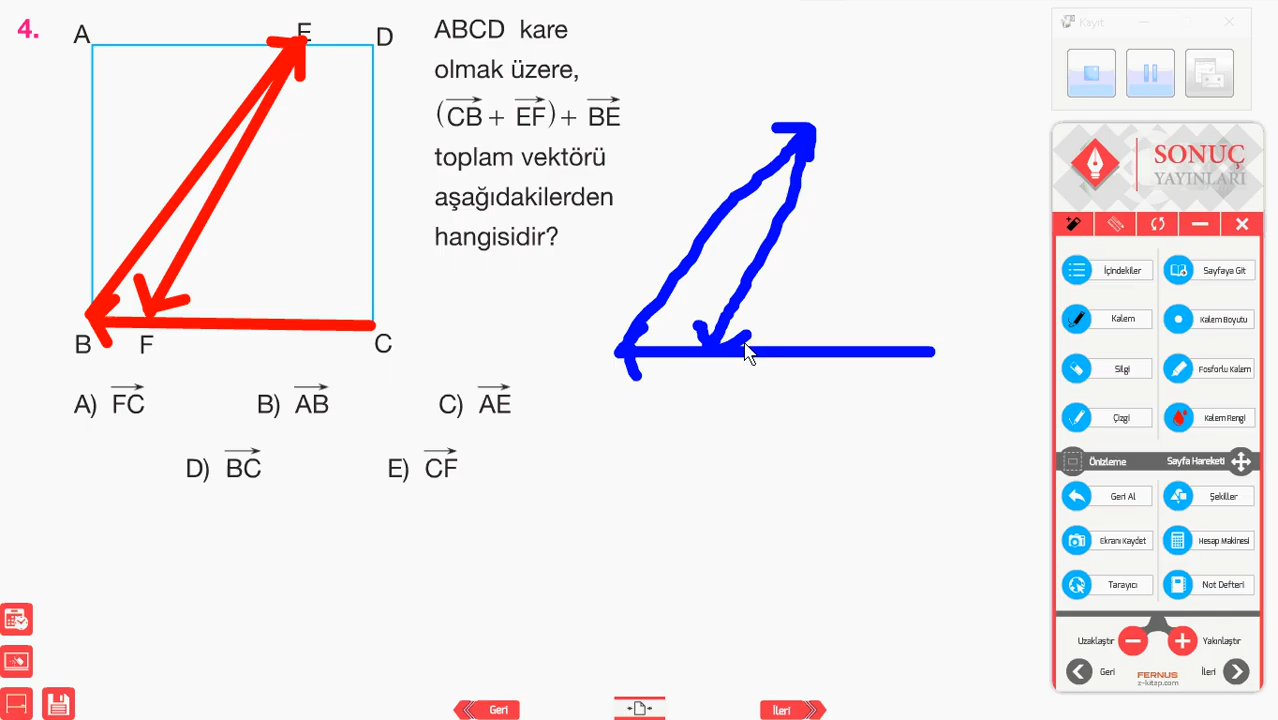 4.
A
E
D
B
F
C
ABCD kare
olmak üzere,
(CB + EF) + BE
toplam vektörü
aşağıdakilerden
hangisidir?
A) FC
B) AB
C) AE
D) BC
E) CF
Kayıt
SONUÇ
YAYINLARI
İçindekiler
Sayfaya Git
Kalem
Kalem Boyutu
Silgi
Fosforlu Kalem
Çizgi
Kalem Rengi
Önizleme
Sayfa Hareketi
Geri Al
Şekiller
Ekranı Kaydet
Hesap Makinesi
Tarayıcı
Not Defteri
Uzaklaştır
Yakınlaştır
Geri
FERNUS
z-kitap.com
İleri
Geri
İleri